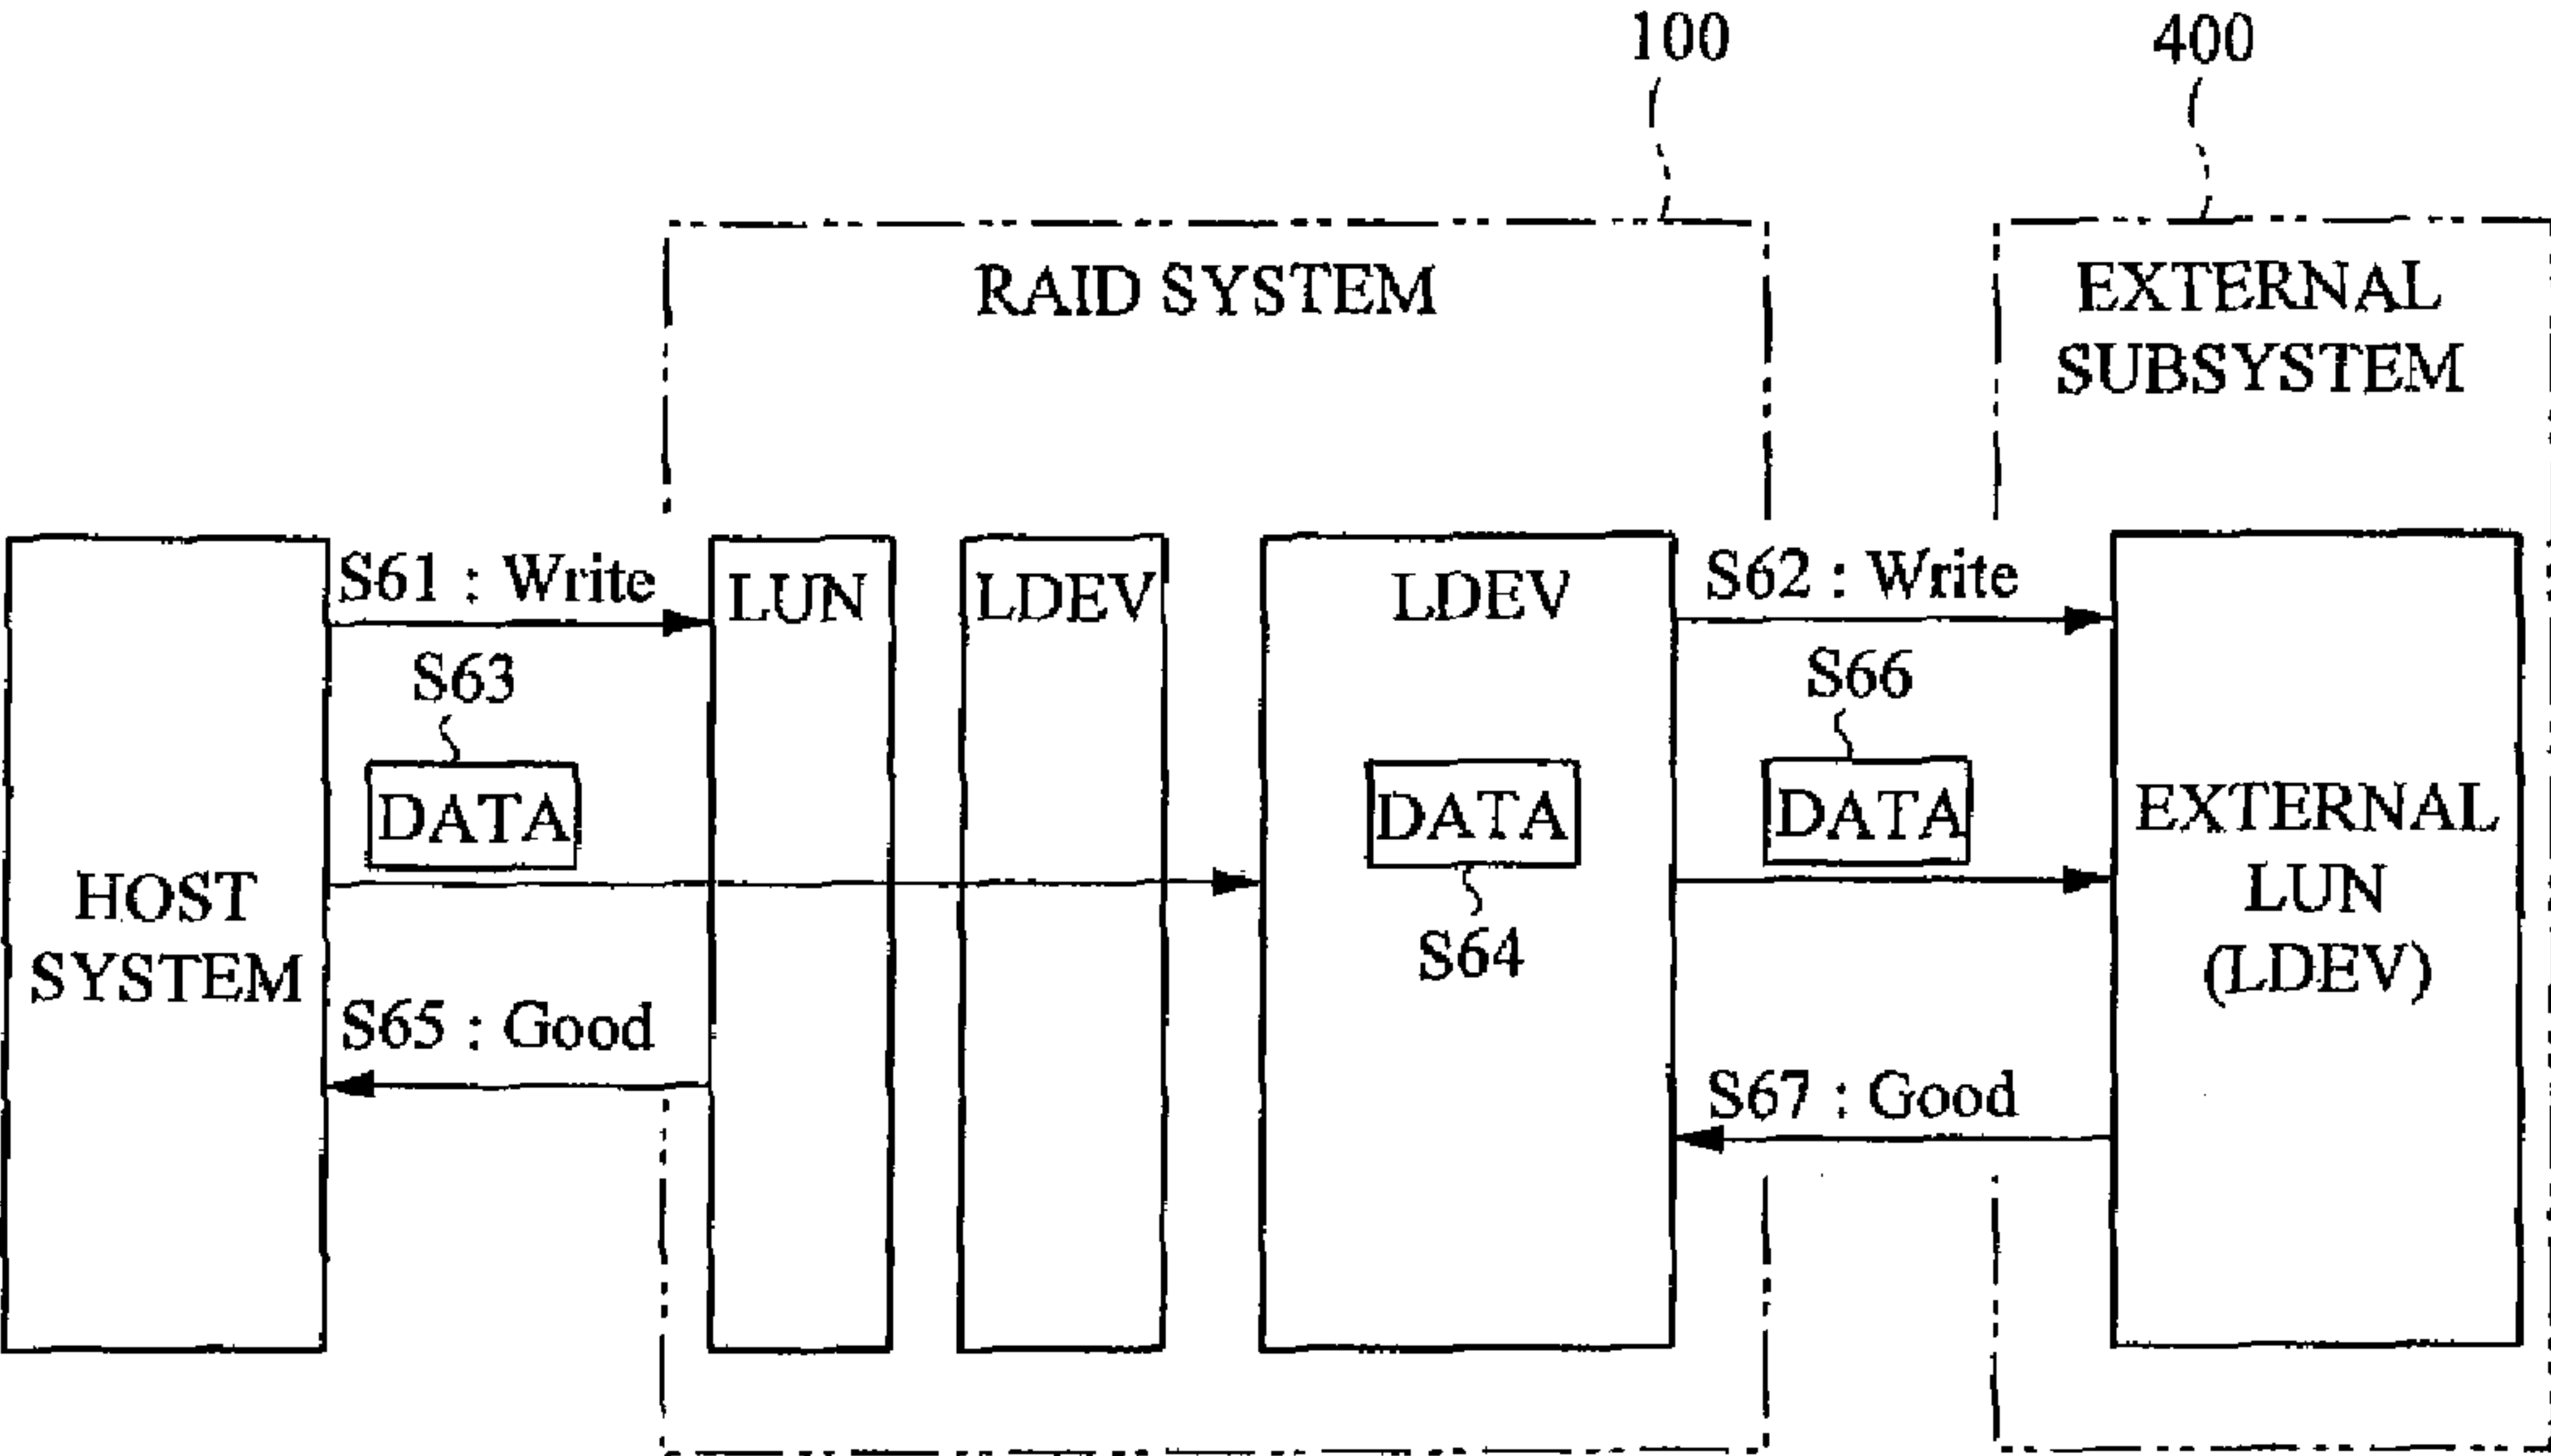 100
400
RAID SYSTEM
EXTERNAL
SUBSYSTEM
S61 : Write
LUN
LDEV
LDEV
S62 : Write
S63
S66
DATA
DATA
DATA
HOST
SYSTEM
EXTERNAL
LUN
(LDEV)
S64
S65 : Good
S67 : Good